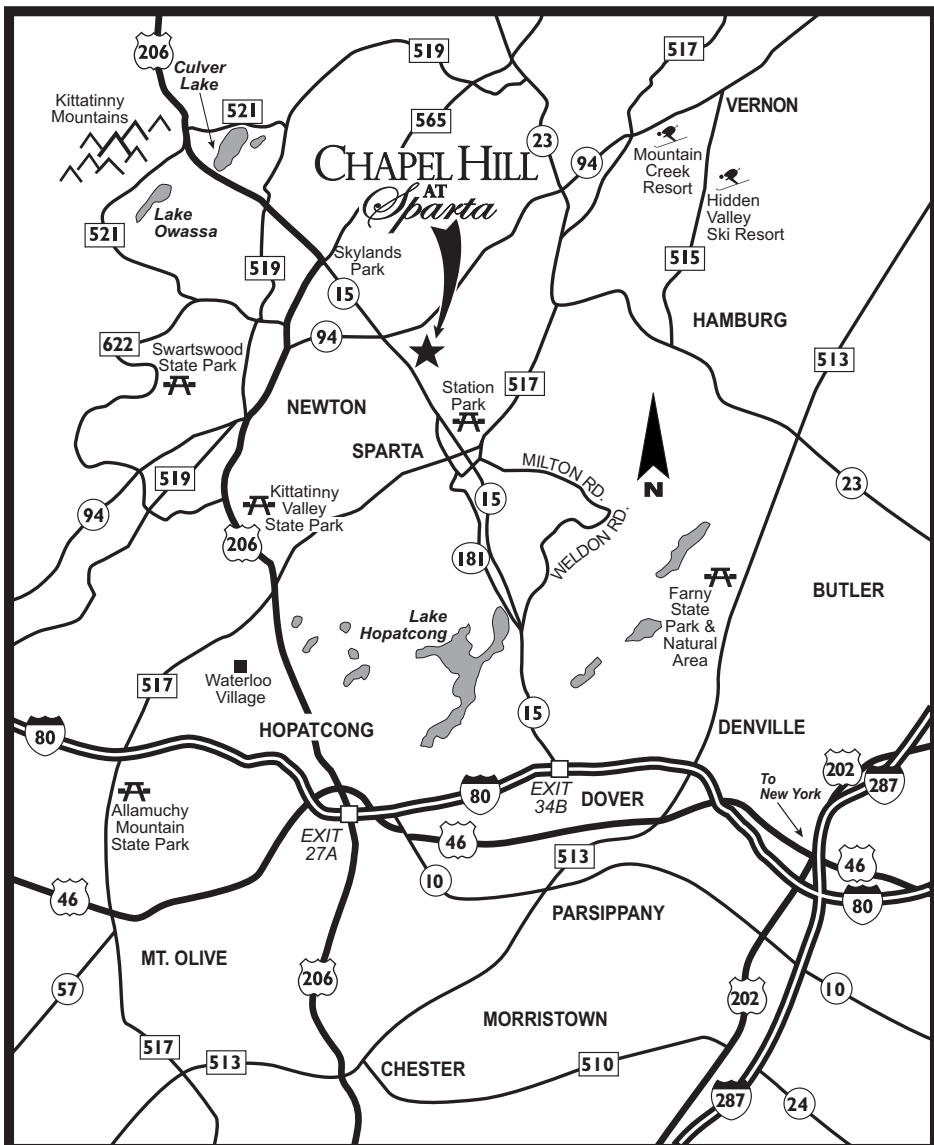 206
Culver
Lake
519
517
Kittatinny
Mountains
521
565
VERNON
23
94
Mountain
Creek
Resort
CHAPEL HILL
AT
Sparta
Hidden
Valley
Ski Resort
Lake
Owassa
521
519
Skylands
Park
515
15
HAMBURG
94
622
Swartswood
State Park
513
Station
Park
517
NEWTON
SPARTA
N
MILTON RD.
519
23
Kittatinny
Valley
State Park
15
94
206
WELDON RD.
181
Farny
State
Park &
Natural
Area
BUTLER
Lake
Hopatcong
517
Waterloo
Village
15
HOPATCONG
DENVILLE
80
202
287
To
New York
80
EXIT
34B
DOVER
Allamuchy
Mountain
State Park
EXIT
27A
46
513
46
10
46
80
PARSIPPANY
MT. OLIVE
206
57
202
10
MORRISTOWN
517
513
CHESTER
510
287
24